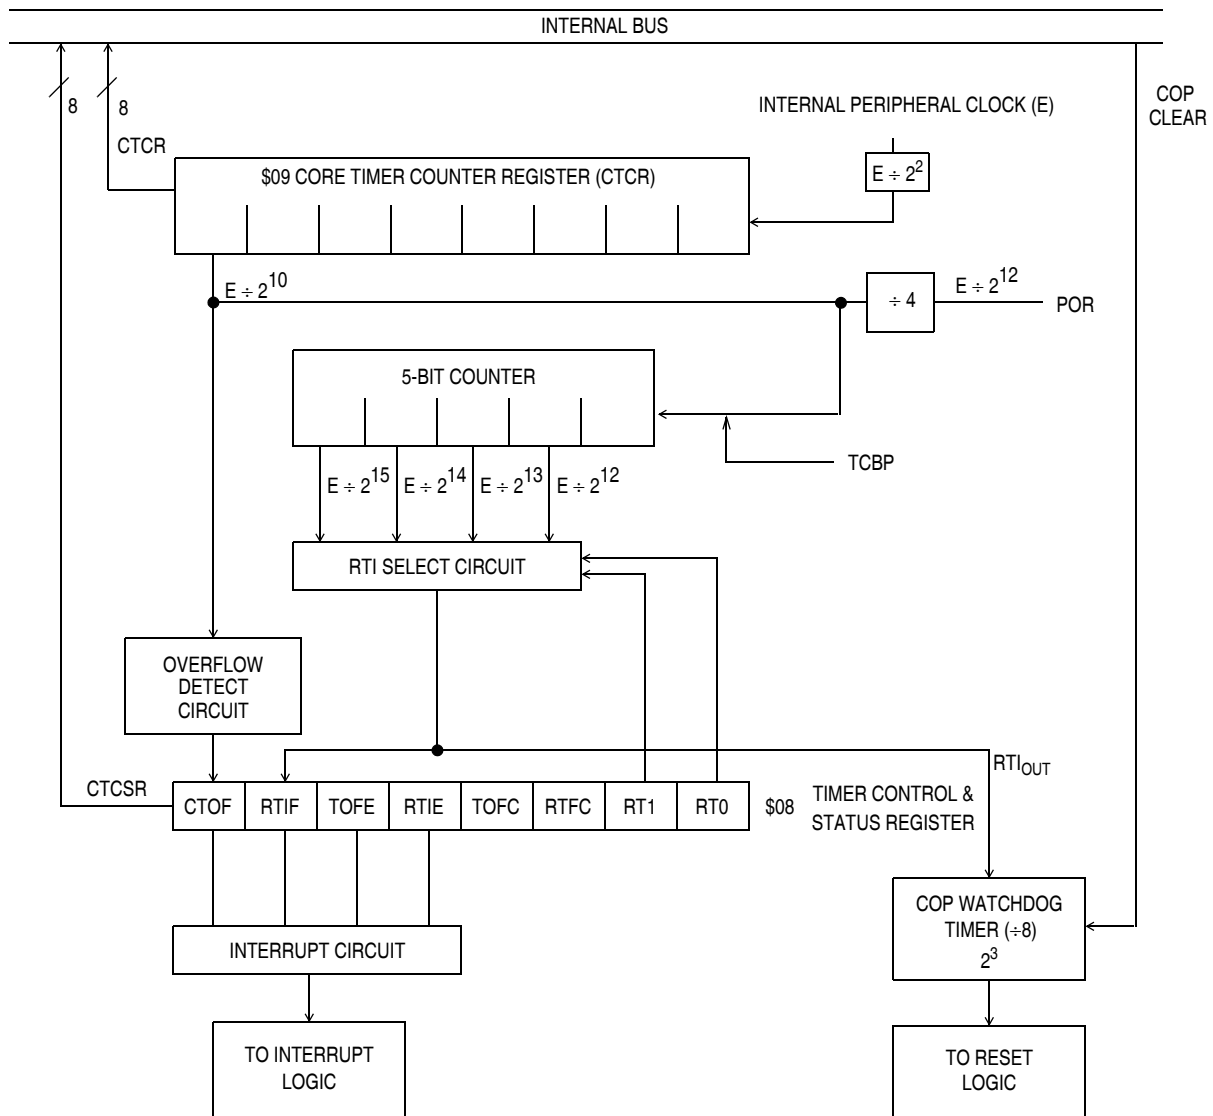 INTERNAL BUS
8
8
CTCR
INTERNAL PERIPHERAL CLOCK (E)
COP
CLEAR
E ÷ 2²
$09 CORE TIMER COUNTER REGISTER (CTCR)
E ÷ 2¹⁰
÷ 4
E ÷ 2¹²
POR
5-BIT COUNTER
TCBP
E ÷ 2¹⁵
E ÷ 2¹⁴
E ÷ 2¹³
E ÷ 2¹²
RTI SELECT CIRCUIT
OVERFLOW
DETECT
CIRCUIT
RTI_OUT
CTCSR
CTOF RTIF TOFE RTIE TOFC RTFC RT1 RT0
$08
TIMER CONTROL &
STATUS REGISTER
COP WATCHDOG
TIMER (÷8)
2³
INTERRUPT CIRCUIT
TO INTERRUPT
LOGIC
TO RESET
LOGIC